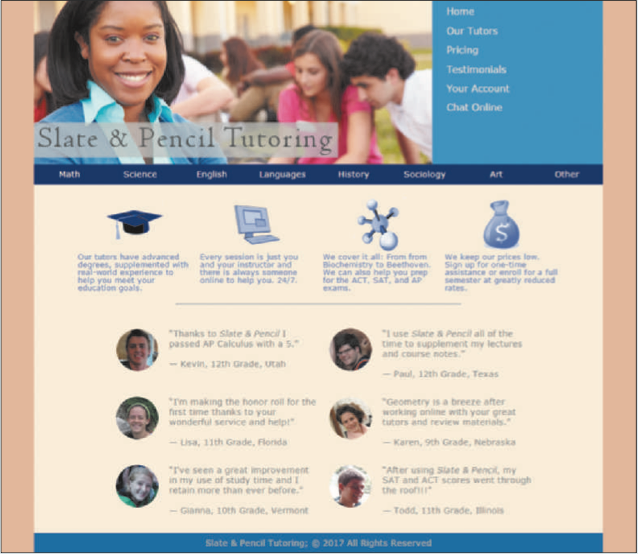 Home
Our Tutors
Pricing
Testimonials
Your Account
Chat Online
Slate & Pencil Tutoring
Math Science English Languages History Sociology Art Other
Our tutors have advanced
degrees, supplemented with
real-world experience to
help you meet your
education goals.
Every session is just you
and your instructor and
there is always someone
online to help you. 24/7.
We cover it all: From from
Biochemistry to Beethoven.
We can also help you prep
for the ACT, SAT, and AP
exams.
$
We keep our prices low.
Sign up for one-time
assistance or enroll for a full
semester at greatly reduced
rates.
"Thanks to Slate & Pencil I
passed AP Calculus with a 5."
— Kevin, 12th Grade, Utah
"I use Slate & Pencil all of the
time to supplement my lectures
and course notes."
— Paul, 12th Grade, Texas
"I'm making the honor roll for the
first time thanks to your
wonderful service and help!"
— Lisa, 11th Grade, Florida
"Geometry is a breeze after
working online with your great
tutors and review materials."
— Karen, 9th Grade, Nebraska
"I've seen a great improvement
in my use of study time and I
retain more than ever before."
— Gianna, 10th Grade, Vermont
"After using Slate & Pencil, my
SAT and ACT scores went through
the roof!!!"
— Todd, 11th Grade, Illinois
Slate & Pencil Tutoring; © 2017 All Rights Reserved